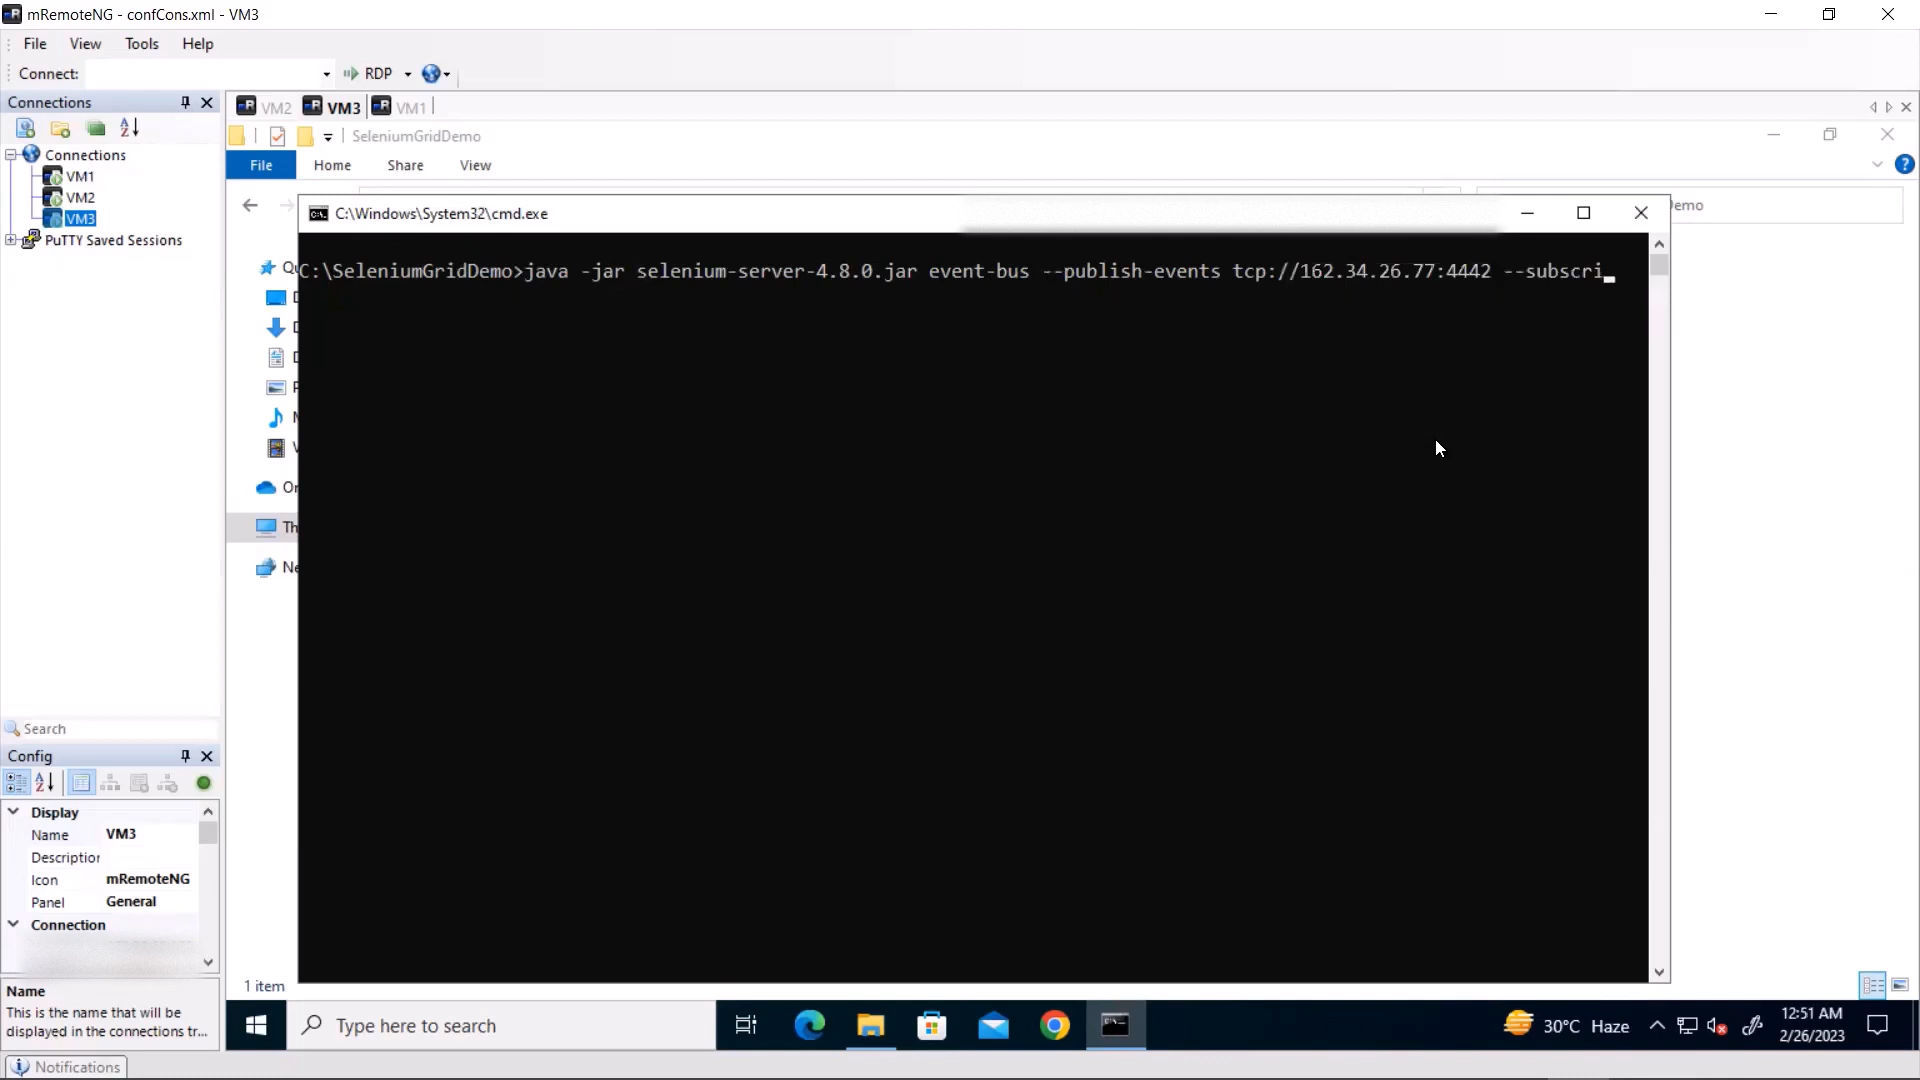 mRemoteNG - confCons.xml - VM3
File View Tools Help
Connect: RDP
Connections
VM2 VM3 VM1
SeleniumGridDemo
File Home Share View
Connections
VM1
VM2
VM3
PuTTY Saved Sessions
C:\Windows\System32\cmd.exe
C:\SeleniumGridDemo>java -jar selenium-server-4.8.0.jar event-bus --publish-events tcp://162.34.26.77:4442 --subscri
Search
Config
Display
Name VM3
Description
Icon mRemoteNG
Panel General
Connection
Name
This is the name that will be
displayed in the connections tr...
1 item
Type here to search
30°C Haze
12:51 AM
2/26/2023
Notifications